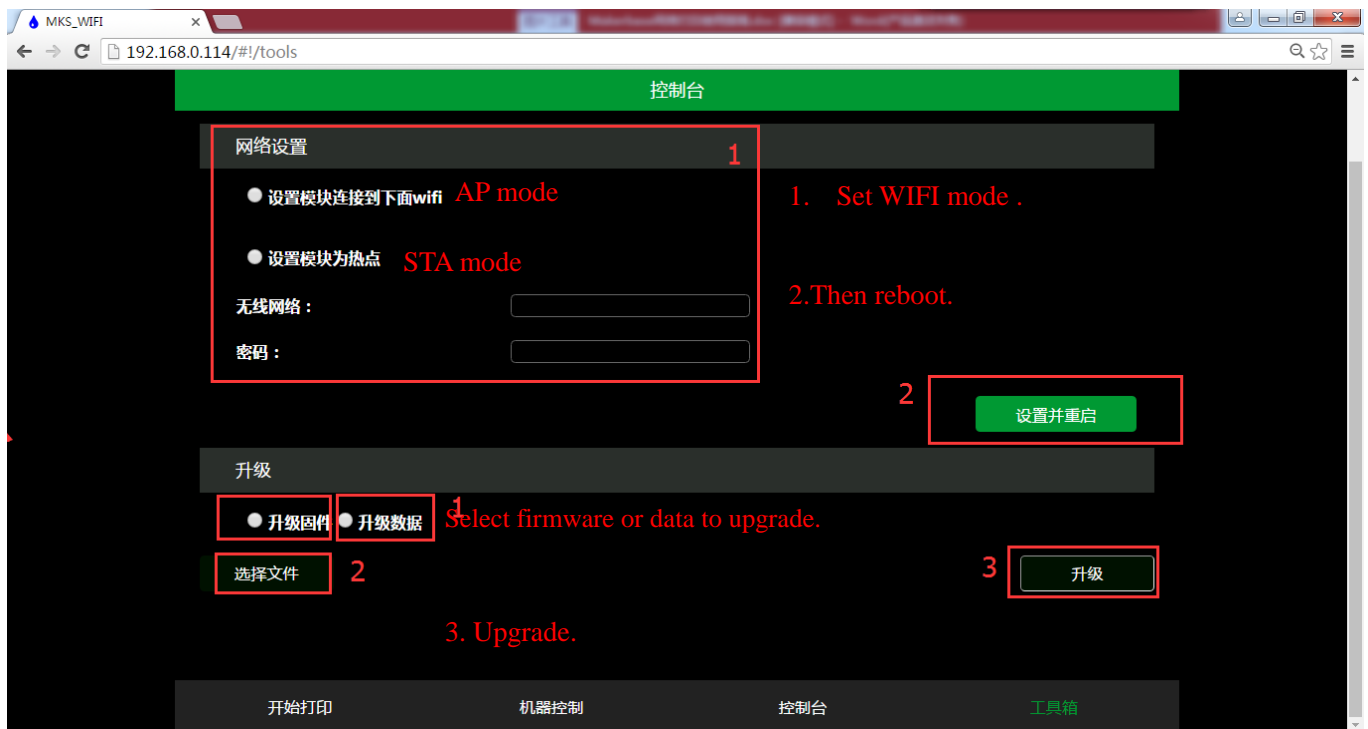 MKS_WIFI
192.168.0.114/#!/tools
控制台
网络设置
1
设置模块连接到下面wifi AP mode
1. Set WIFI mode .
设置模块为热点 STA mode
无线网络：
2.Then reboot.
密码：
2
设置并重启
升级
升级固件 升级数据 1 Select firmware or data to upgrade.
选择文件 2
3 升级
3. Upgrade.
开始打印 机器控制 控制台 工具箱